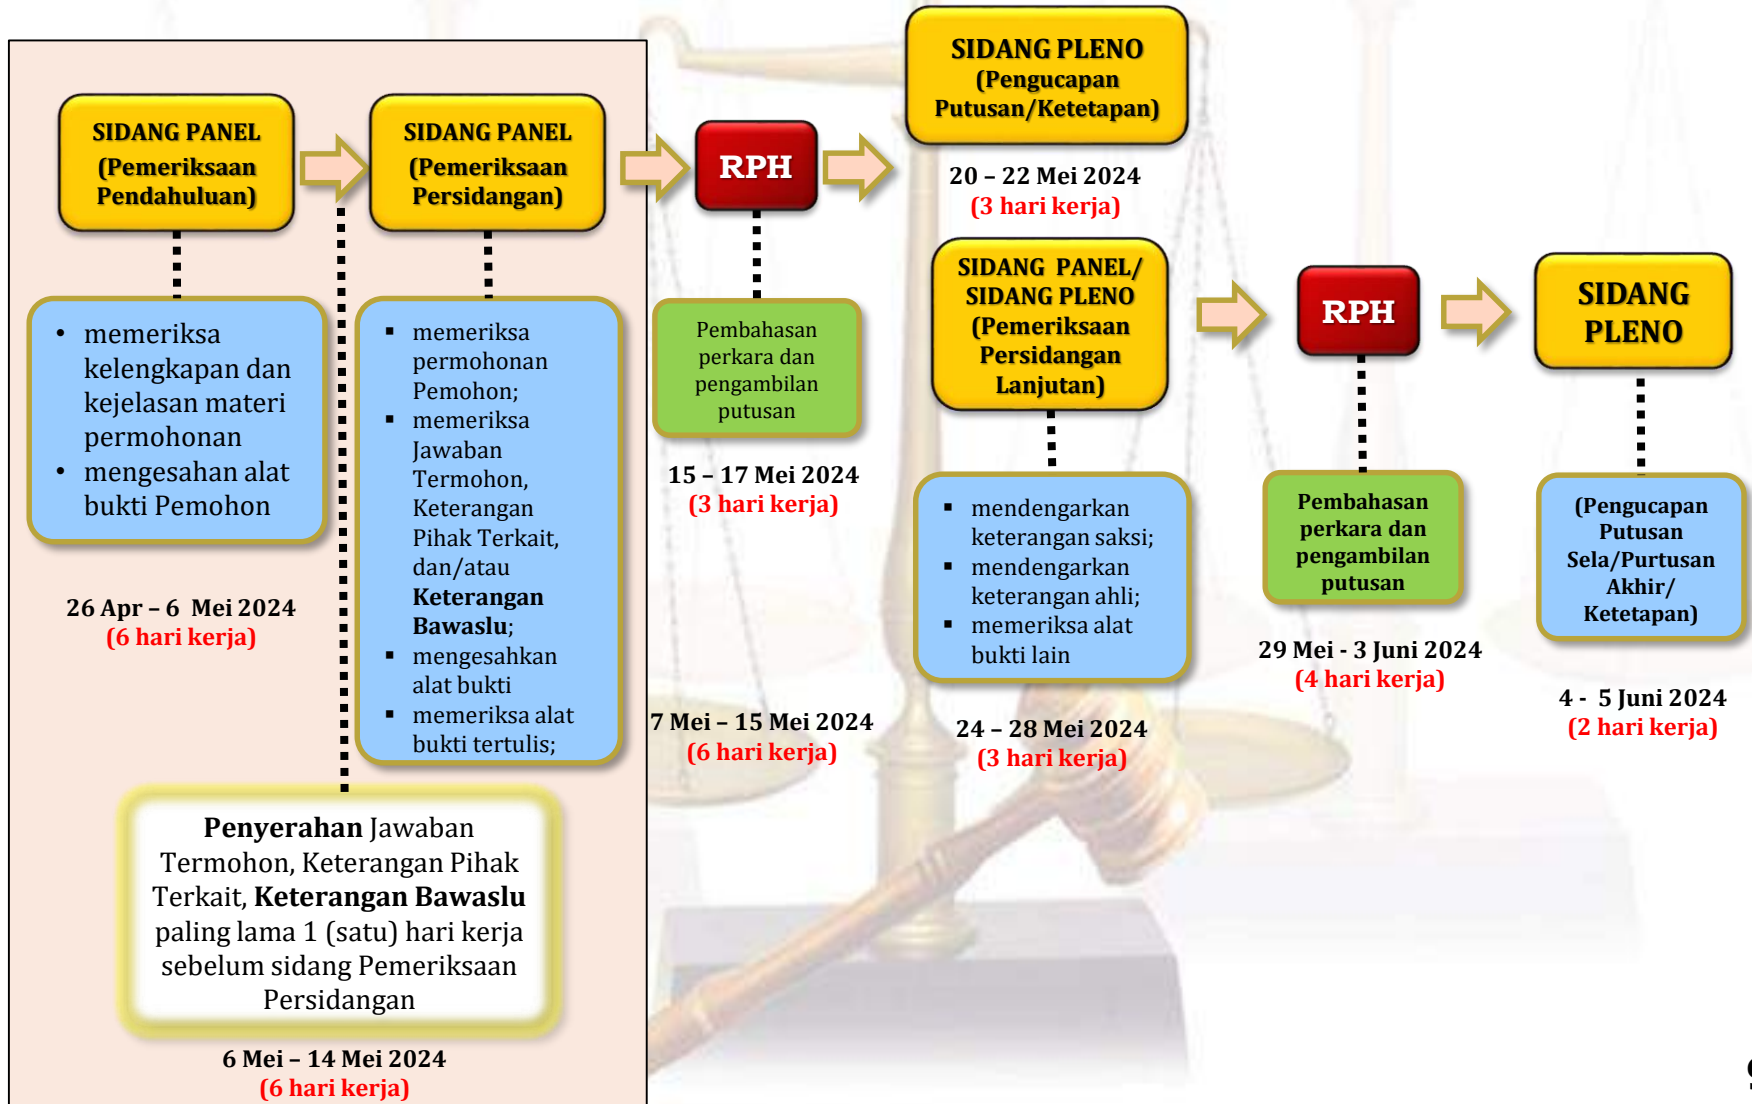 SIDANG PANEL
(Pemeriksaan
Pendahuluan)
• memeriksa
kelengkapan dan
kejelasan materi
permohonan
• mengesahan alat
bukti Pemohon
26 Apr – 6 Mei 2024
(6 hari kerja)
SIDANG PANEL
(Pemeriksaan
Persidangan)
▪ memeriksa
permohonan
Pemohon;
▪ memeriksa
Jawaban
Termohon,
Keterangan
Pihak Terkait,
dan/atau
Keterangan
Bawaslu;
▪ mengesahkan
alat bukti
▪ memeriksa alat
bukti tertulis;
7 Mei – 15 Mei 2024
(6 hari kerja)
Penyerahan Jawaban
Termohon, Keterangan Pihak
Terkait, Keterangan Bawaslu
paling lama 1 (satu) hari kerja
sebelum sidang Pemeriksaan
Persidangan
6 Mei – 14 Mei 2024
(6 hari kerja)
RPH
Pembahasan
perkara dan
pengambilan
putusan
15 – 17 Mei 2024
(3 hari kerja)
SIDANG PLENO
(Pengucapan
Putusan/Ketetapan)
20 – 22 Mei 2024
(3 hari kerja)
SIDANG PANEL/
SIDANG PLENO
(Pemeriksaan
Persidangan
Lanjutan)
▪ mendengarkan
keterangan saksi;
▪ mendengarkan
keterangan ahli;
▪ memeriksa alat
bukti lain
24 – 28 Mei 2024
(3 hari kerja)
RPH
Pembahasan
perkara dan
pengambilan
putusan
29 Mei - 3 Juni 2024
(4 hari kerja)
SIDANG
PLENO
(Pengucapan
Putusan
Sela/Purtusan
Akhir/
Ketetapan)
4 - 5 Juni 2024
(2 hari kerja)